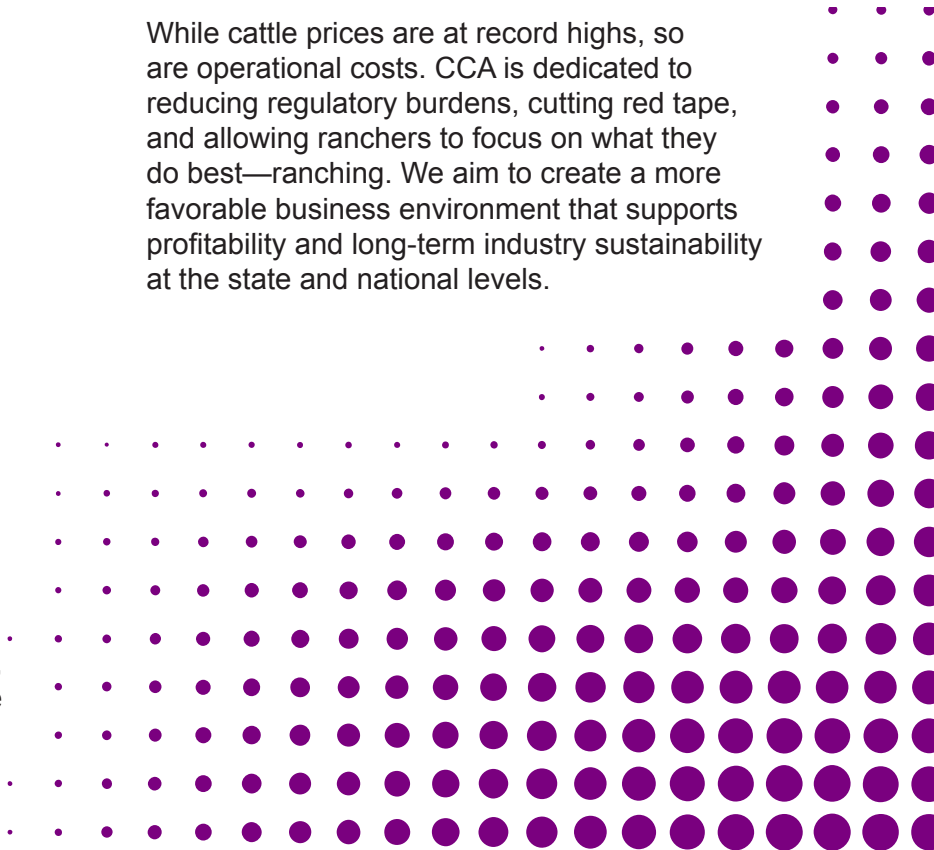 While cattle prices are at record highs, so
are operational costs. CCA is dedicated to
reducing regulatory burdens, cutting red tape,
and allowing ranchers to focus on what they
do best—ranching. We aim to create a more
favorable business environment that supports
profitability and long-term industry sustainability
at the state and national levels.